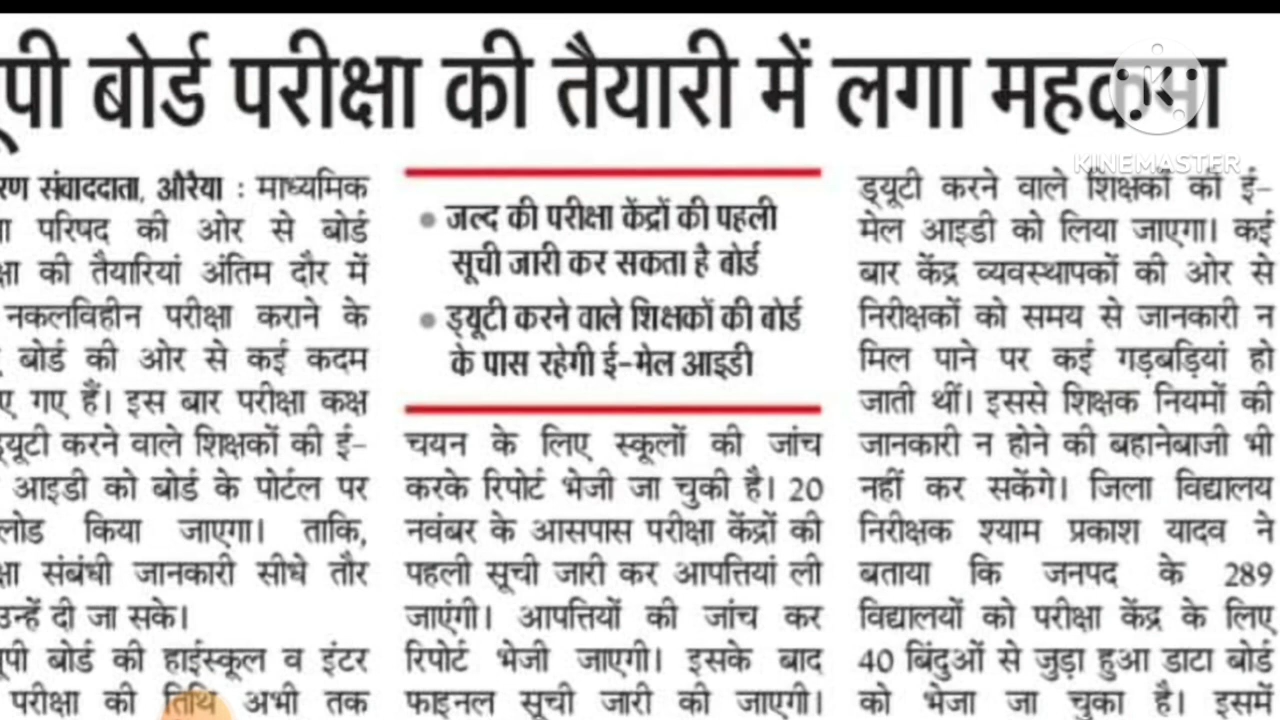 पी बोर्ड परीक्षा की तैयारी में लगा महकमा
KINEMASTER
रण संवाददाता, औरैया : माध्यमिक
परिषद की ओर से बोर्ड
की तैयारियां अंतिम दौर में
नकलविहीन परीक्षा कराने के
बोर्ड की ओर से कई कदम
ए गए हैं। इस बार परीक्षा कक्ष
ड्यूटी करने वाले शिक्षकों की ई-
आइडी को बोर्ड के पोर्टल पर
लोड किया जाएगा। ताकि,
संबंधी जानकारी सीधे तौर
उन्हें दी जा सके।
पी बोर्ड की हाईस्कूल व इंटर
परीक्षा की तिथि अभी तक
जल्द की परीक्षा केंद्रों की पहली
सूची जारी कर सकता है बोर्ड
ड्यूटी करने वाले शिक्षकों की बोर्ड
के पास रहेगी ई-मेल आइडी
चयन के लिए स्कूलों की जांच
करके रिपोर्ट भेजी जा चुकी है। 20
नवंबर के आसपास परीक्षा केंद्रों की
पहली सूची जारी कर आपत्तियां ली
जाएंगी। आपत्तियों की जांच कर
रिपोर्ट भेजी जाएगी। इसके बाद
फाइनल सूची जारी की जाएगी।
ड्यूटी करने वाले शिक्षकों की ई-
मेल आइडी को लिया जाएगा। कई
बार केंद्र व्यवस्थापकों की ओर से
निरीक्षकों को समय से जानकारी न
मिल पाने पर कई गड़बड़ियां हो
जाती थीं। इससे शिक्षक नियमों की
जानकारी न होने की बहानेबाजी भी
नहीं कर सकेंगे। जिला विद्यालय
निरीक्षक श्याम प्रकाश यादव ने
बताया कि जनपद के 289
विद्यालयों को परीक्षा केंद्र के लिए
40 बिंदुओं से जुड़ा हुआ डाटा बोर्ड
को भेजा जा चुका है। इसमें